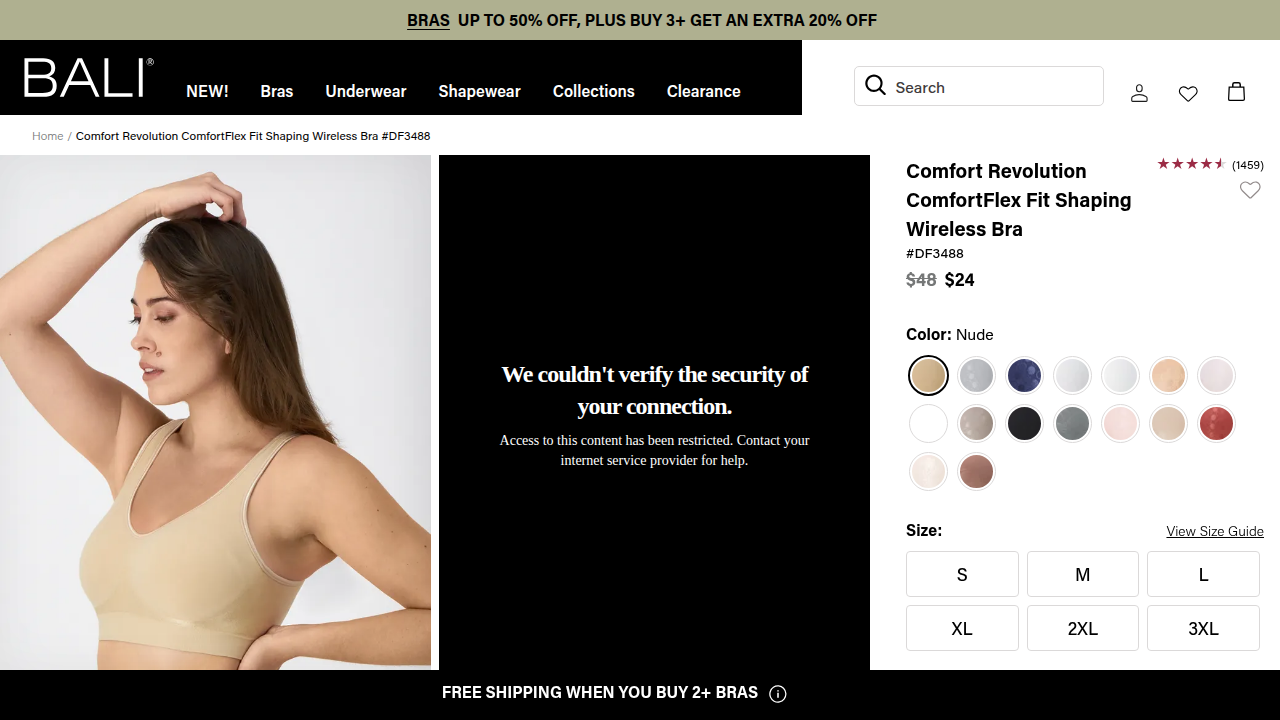 BRAS UP TO 50% OFF, PLUS BUY 3+ GET AN EXTRA 20% OFF
BALI®
NEW! Bras Underwear Shapewear Collections Clearance
Search
Home / Comfort Revolution ComfortFlex Fit Shaping Wireless Bra #DF3488
We couldn't verify the security of
your connection.
Access to this content has been restricted. Contact your
internet service provider for help.
Comfort Revolution
ComfortFlex Fit Shaping
Wireless Bra
(1459)
#DF3488
$48 $24
Color: Nude
Size:
View Size Guide
S M L
XL 2XL 3XL
FREE SHIPPING WHEN YOU BUY 2+ BRAS